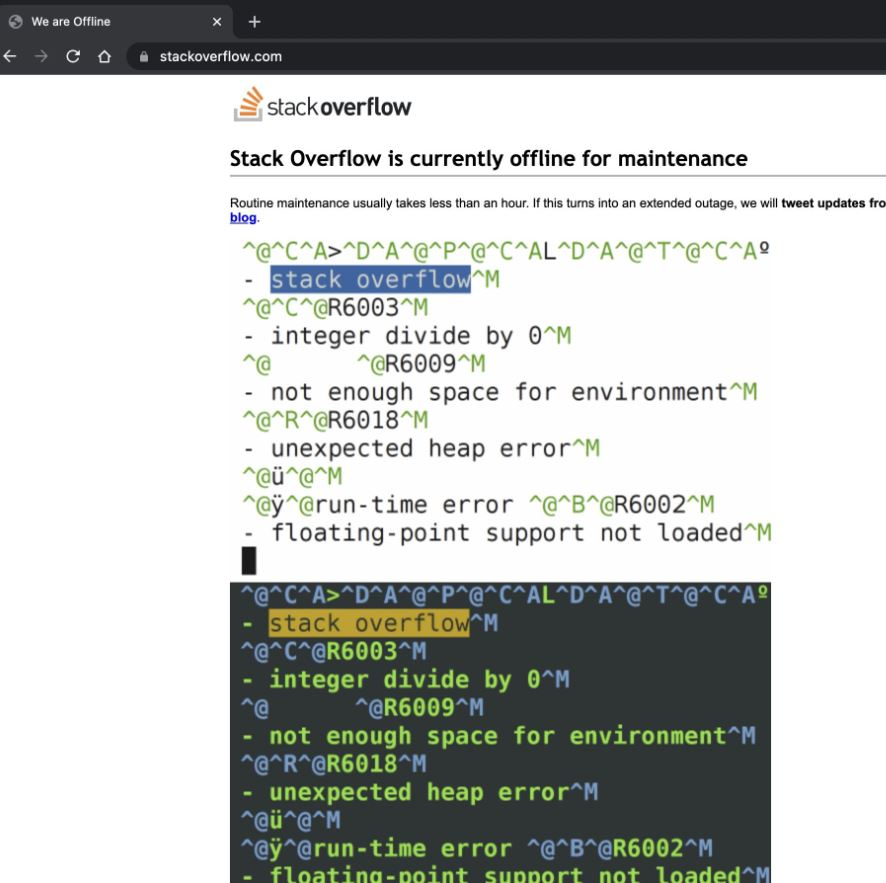 We are Offline
stackoverflow.com
stackoverflow
Stack Overflow is currently offline for maintenance
Routine maintenance usually takes less than an hour. If this turns into an extended outage, we will tweet updates fro
blog.
^@^C^A>^D^A^@^P^@^C^AL^D^A^@^T^@^C^Aº
- stack overflow^M
^@^C^@R6003^M
- integer divide by 0^M
^@      ^@R6009^M
- not enough space for environment^M
^@^R^@R6018^M
- unexpected heap error^M
^@ü^@^M
^@ÿ^@run-time error ^@^B^@R6002^M
- floating-point support not loaded^M
^@^C^A>^D^A^@^P^@^C^AL^D^A^@^T^@^C^Aº
- stack overflow^M
^@^C^@R6003^M
- integer divide by 0^M
^@      ^@R6009^M
- not enough space for environment^M
^@^R^@R6018^M
- unexpected heap error^M
^@ü^@^M
^@ÿ^@run-time error ^@^B^@R6002^M
- floating-point support not loaded^M